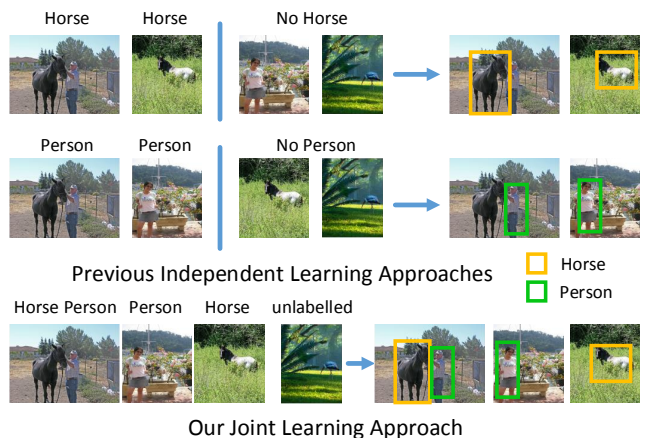 Horse Horse No Horse
Person Person No Person
Previous Independent Learning Approaches
Horse
Person
Horse Person Person Horse unlabelled
Our Joint Learning Approach